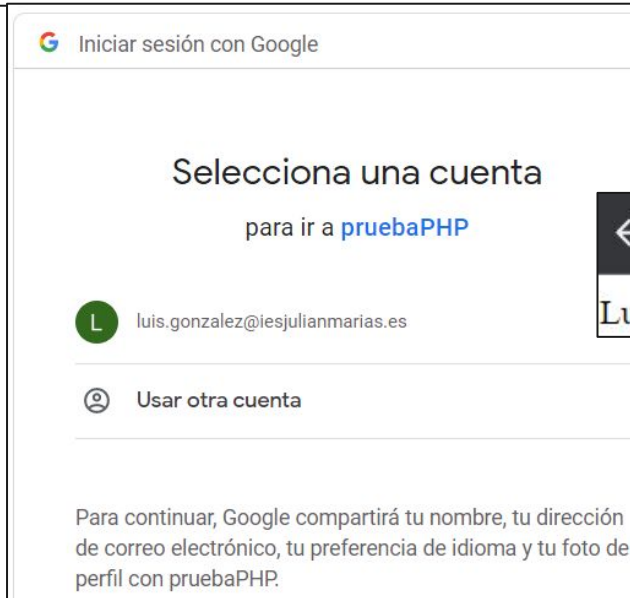 Iniciar sesión con Google
Selecciona una cuenta
para ir a pruebaPHP
luis.gonzalez@iesjulianmarias.es
Usar otra cuenta
Para continuar, Google compartirá tu nombre, tu dirección
de correo electrónico, tu preferencia de idioma y tu foto de
perfil con pruebaPHP.